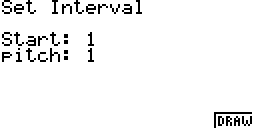 Set Interval
Start: 1
pitch: 1
DRAW